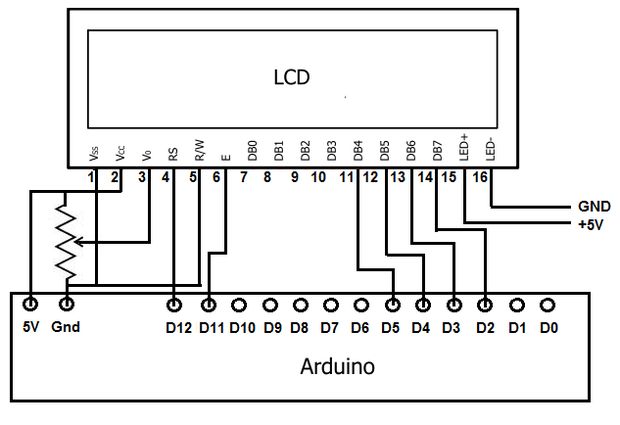 LCD
Vss Vcc Vo RS R/W E DB0 DB1 DB2 DB3 DB4 DB5 DB6 DB7 LED+ LED-
1 2 3 4 5 6 7 8 9 10 11 12 13 14 15 16
GND
+5V
5V Gnd D12 D11 D10 D9 D8 D7 D6 D5 D4 D3 D2 D1 D0
Arduino